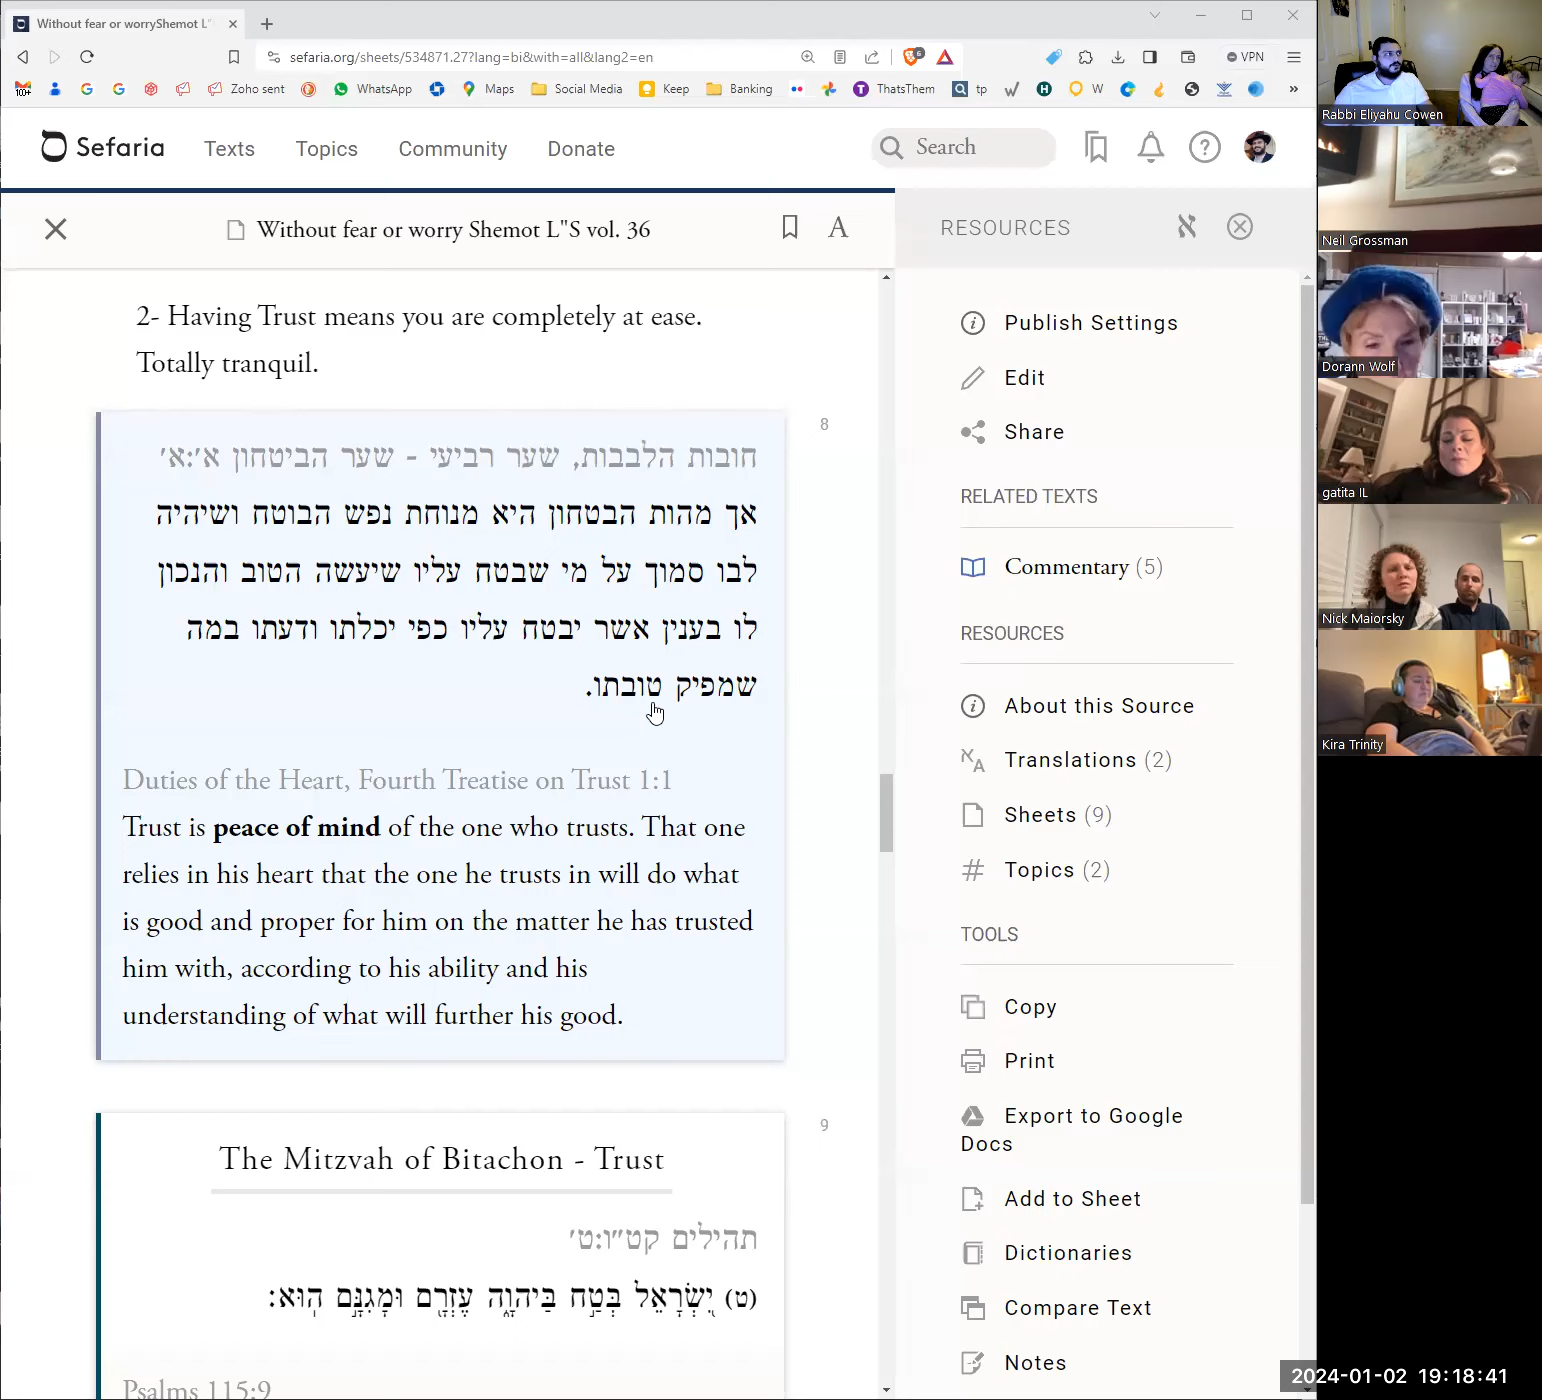 Without fear or worryShemot L"
sefaria.org/sheets/534871.27?lang=bi&with=all&lang2=en
6
VPN
100+
Zoho sent
WhatsApp
Maps
Social Media
Keep
Banking
ThatsThem
tp
W
Sefaria
Texts
Topics
Community
Donate
Search
Without fear or worry Shemot L"S vol. 36
A
RESOURCES
2- Having Trust means you are completely at ease.
Totally tranquil.
8
חובות הלבבות, שער רביעי - שער הביטחון א׳:א׳
אך מהות הבטחון היא מנוחת נפש הבוטח ושיהיה
לבו סמוך על מי שבטח עליו שיעשה הטוב והנכון
לו בענין אשר יבטח עליו כפי יכלתו ודעתו במה
שמפיק טובתו.
Duties of the Heart, Fourth Treatise on Trust 1:1
Trust is peace of mind of the one who trusts. That one
relies in his heart that the one he trusts in will do what
is good and proper for him on the matter he has trusted
him with, according to his ability and his
understanding of what will further his good.
9
The Mitzvah of Bitachon - Trust
תהילים קט״ו:ט׳
(ט) יִ֭שְׂרָאֵל בְּטַ֣ח בַּיהוָ֑ה עֶזְרָ֖ם וּמָגִנָּ֣ם הֽוּא׃
Psalms 115:9
Publish Settings
Edit
Share
RELATED TEXTS
Commentary (5)
RESOURCES
About this Source
Translations (2)
Sheets (9)
Topics (2)
TOOLS
Copy
Print
Export to Google
Docs
Add to Sheet
Dictionaries
Compare Text
Notes
Rabbi Eliyahu Cowen
Neil Grossman
Dorann Wolf
gatita IL
Nick Maiorsky
Kira Trinity
2024-01-02 19:18:41